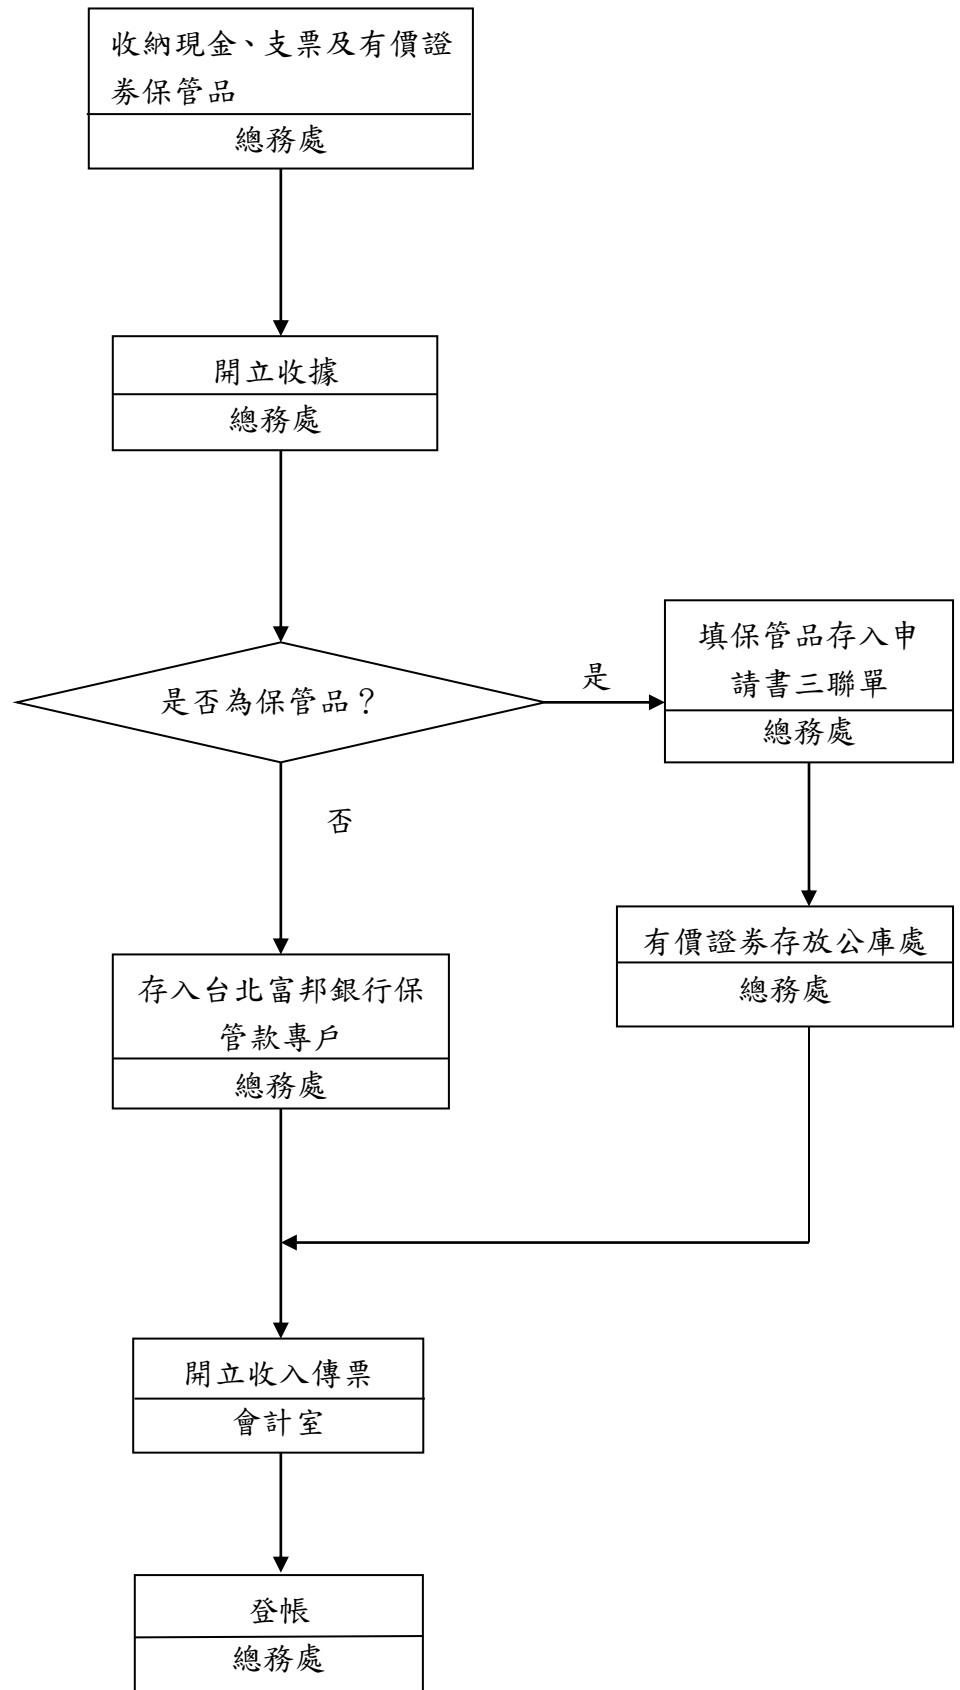 收納現金、支票及有價證
券保管品
總務處
開立收據
總務處
是否為保管品？
是
填保管品存入申
請書三聯單
總務處
否
有價證券存放公庫處
總務處
存入台北富邦銀行保
管款專戶
總務處
開立收入傳票
會計室
登帳
總務處